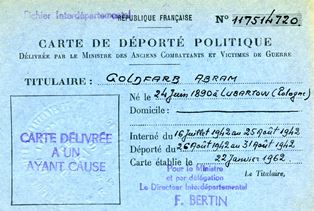 Fichier Interdépartemental
RÉPUBLIQUE FRANÇAISE
N° 117514720.
CARTE DE DÉPORTÉ POLITIQUE
DÉLIVRÉE PAR LE MINISTRE DES ANCIENS COMBATTANTS ET VICTIMES DE GUERRE
TITULAIRE : GOLDFARB ABRAM
Né le 24 Juin 1890 à LUBARTOW (Pologne)
Domicile :
Interné du 16 Juillet 1942 au 25 Août 1942
Déporté du 26 Août 1942 au 31 Août 1942
Carte établie le 22 Janvier 1962
CARTE DÉLIVRÉE
A UN
AYANT CAUSE
Pour le Ministre
et par délégation
Le Titulaire,
Le Directeur Interdépartemental
F. BERTIN